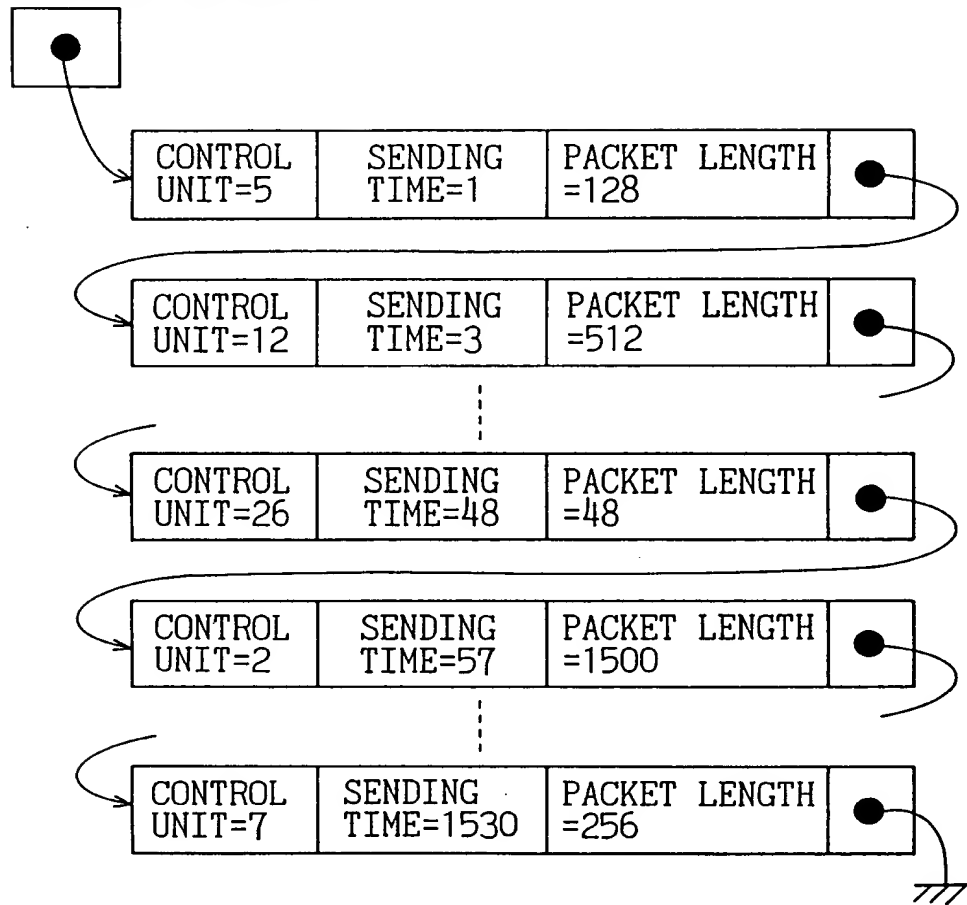 CONTROL SENDING PACKET LENGTH
UNIT=5 TIME=1 =128
CONTROL SENDING PACKET LENGTH
UNIT=12 TIME=3 =512
CONTROL SENDING PACKET LENGTH
UNIT=26 TIME=48 =48
CONTROL SENDING PACKET LENGTH
UNIT=2 TIME=57 =1500
CONTROL SENDING PACKET LENGTH
UNIT=7 TIME=1530 =256